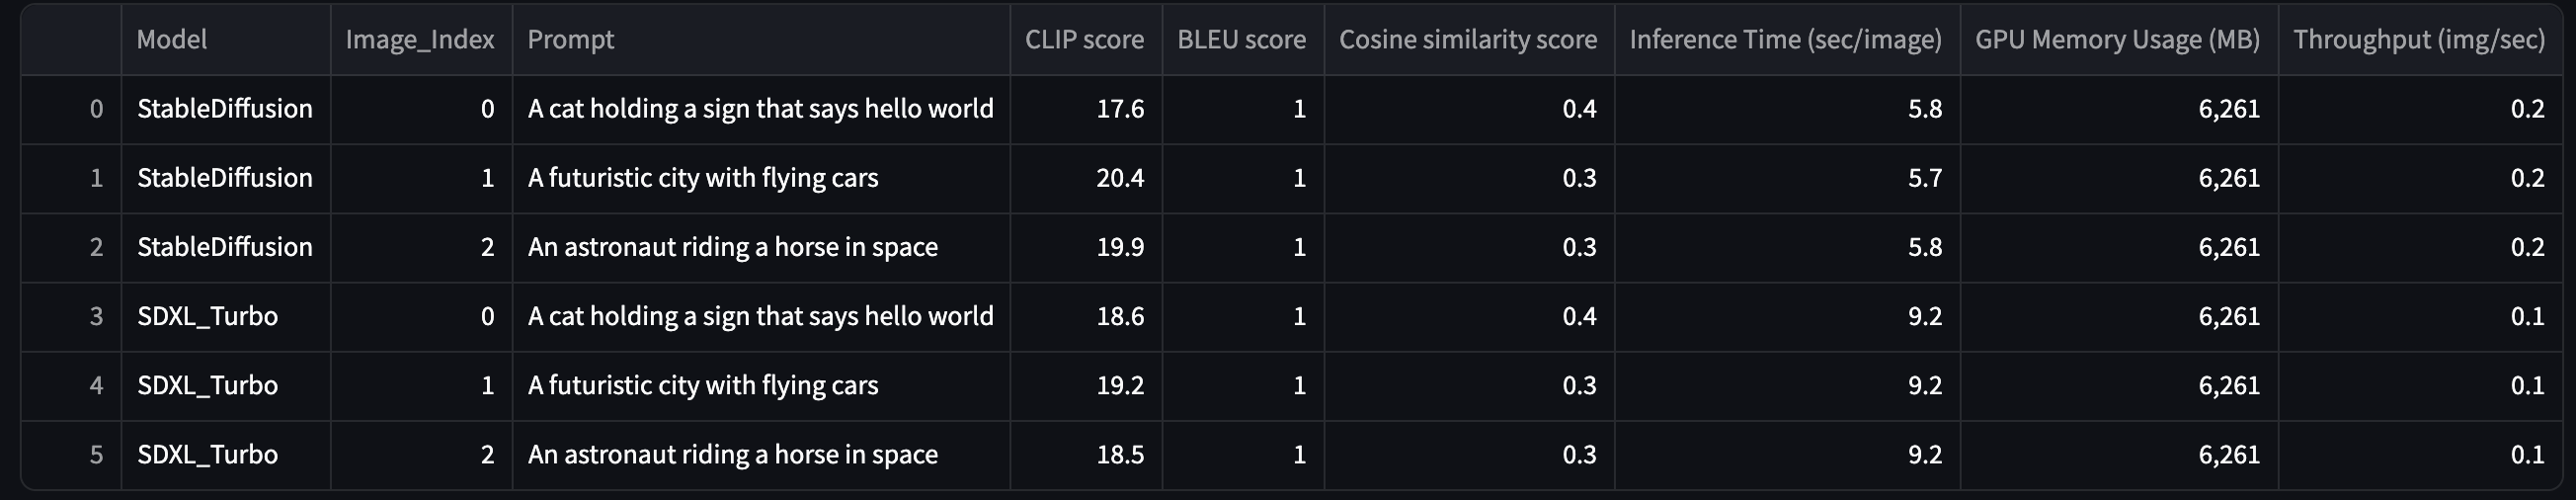 Model Image_Index Prompt CLIP score BLEU score Cosine similarity score Inference Time (sec/image) GPU Memory Usage (MB) Throughput (img/sec)
0 StableDiffusion 0 A cat holding a sign that says hello world 17.6 1 0.4 5.8 6,261 0.2
1 StableDiffusion 1 A futuristic city with flying cars 20.4 1 0.3 5.7 6,261 0.2
2 StableDiffusion 2 An astronaut riding a horse in space 19.9 1 0.3 5.8 6,261 0.2
3 SDXL_Turbo 0 A cat holding a sign that says hello world 18.6 1 0.4 9.2 6,261 0.1
4 SDXL_Turbo 1 A futuristic city with flying cars 19.2 1 0.3 9.2 6,261 0.1
5 SDXL_Turbo 2 An astronaut riding a horse in space 18.5 1 0.3 9.2 6,261 0.1